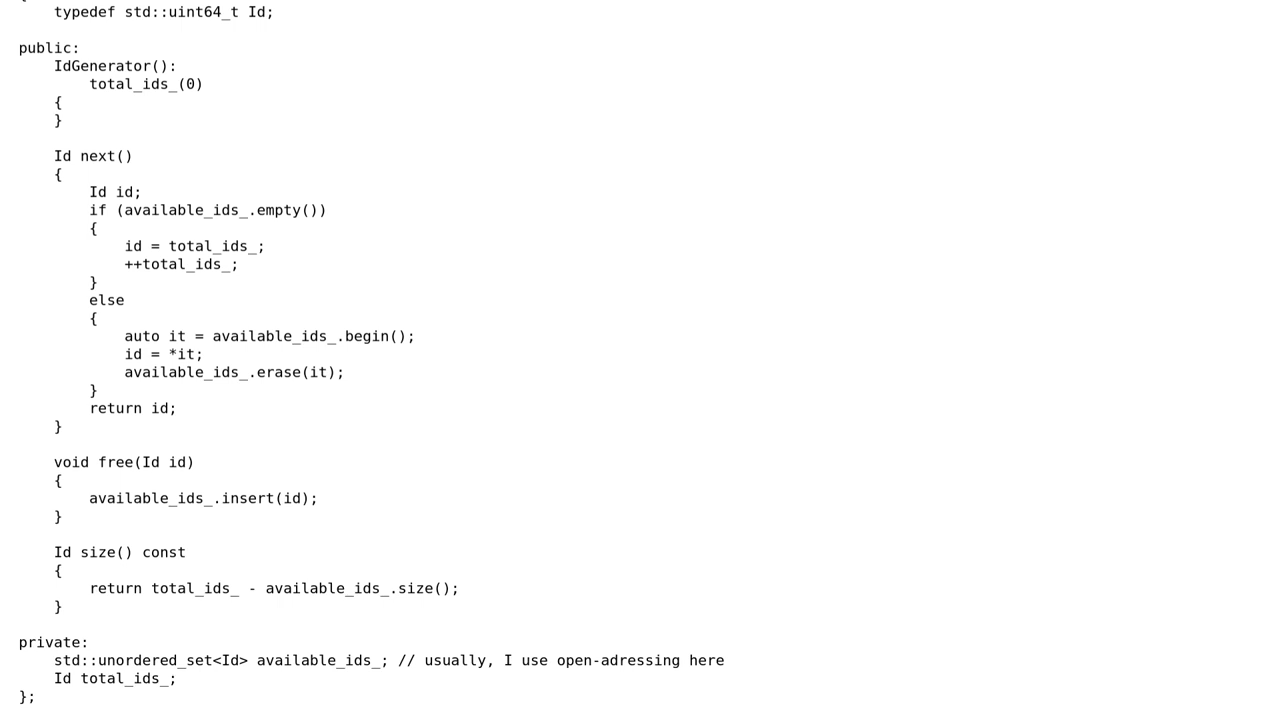 typedef std::uint64_t Id;

public:
    IdGenerator():
        total_ids_(0)
    {
    }

    Id next()
    {
        Id id;
        if (available_ids_.empty())
        {
            id = total_ids_;
            ++total_ids_;
        }
        else
        {
            auto it = available_ids_.begin();
            id = *it;
            available_ids_.erase(it);
        }
        return id;
    }

    void free(Id id)
    {
        available_ids_.insert(id);
    }

    Id size() const
    {
        return total_ids_ - available_ids_.size();
    }

private:
    std::unordered_set<Id> available_ids_; // usually, I use open-adressing here
    Id total_ids_;
};